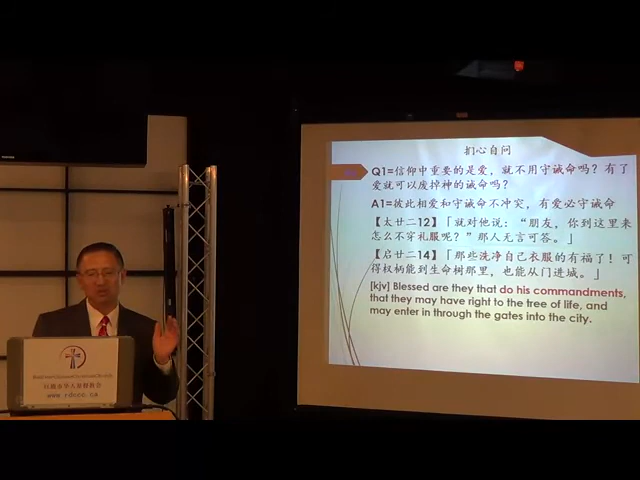 扪心自问
Q1=信仰中重要的是爱，就不用守诫命吗？有了
爱就可以废掉神的诫命吗？
A1=彼此相爱和守诫命不冲突，有爱必守诫命
【太廿二12】「就对他说：“朋友，你到这里来
怎么不穿礼服呢？”那人无言可答。」
【启廿二14】「那些洗净自己衣服的有福了！可
得权柄能到生命树那里，也能从门进城。」
[kjv] Blessed are they that do his commandments,
that they may have right to the tree of life, and
may enter in through the gates into the city.
www.rdccc.ca